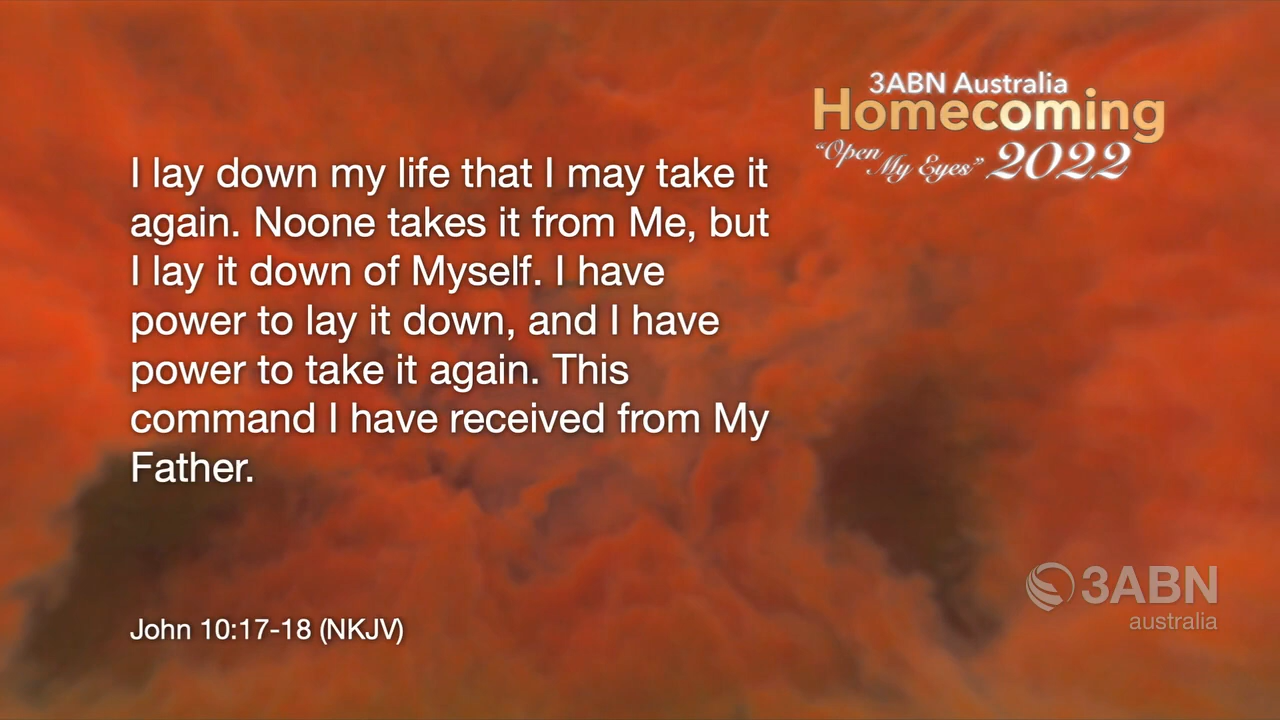 3ABN Australia
Homecoming
"Open My Eyes" 2022
I lay down my life that I may take it
again. Noone takes it from Me, but
I lay it down of Myself. I have
power to lay it down, and I have
power to take it again. This
command I have received from My
Father.
John 10:17-18 (NKJV)
3ABN
australia